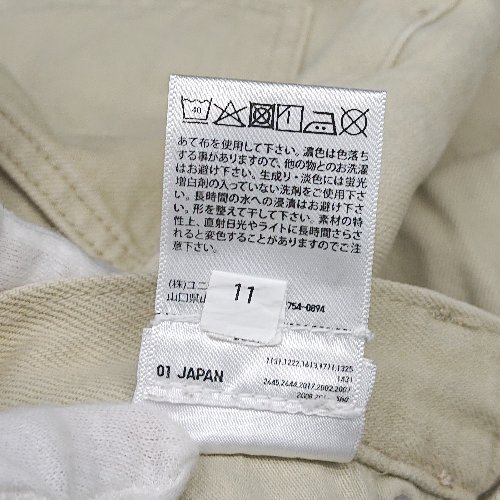 40
あて布を使用して下さい。濃色は色落ち
する事がありますので、他の物とのお洗濯
はお避け下さい。生成り・淡色には蛍光
増白剤の入っていない洗剤をご使用下さ
い。長時間の水への浸漬はお避け下さ
い。形を整えて干して下さい。素材の特
性上、直射日光やライトに長時間さらさ
れると変色することがありますのでご注
意下さい。
(株)ユニ
山口県山
754-0894
11
01 JAPAN
2445,2444,2017,2002,2007